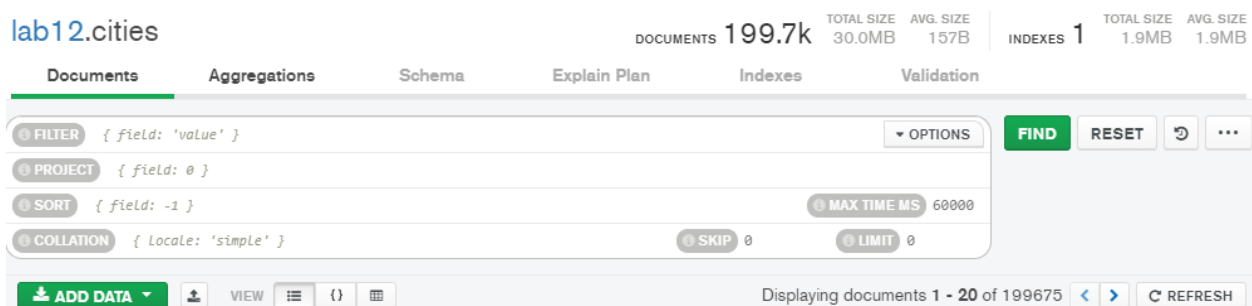 lab12.cities
DOCUMENTS 199.7k TOTAL SIZE 30.0MB AVG. SIZE 157B INDEXES 1 TOTAL SIZE 1.9MB AVG. SIZE 1.9MB
Documents Aggregations Schema Explain Plan Indexes Validation
FILTER { field: 'value' } OPTIONS FIND RESET ...
PROJECT { field: 0 }
SORT { field: -1 } MAX TIME MS 60000
COLLATION { locale: 'simple' } SKIP 0 LIMIT 0
ADD DATA VIEW {} Displaying documents 1 - 20 of 199675 < > REFRESH